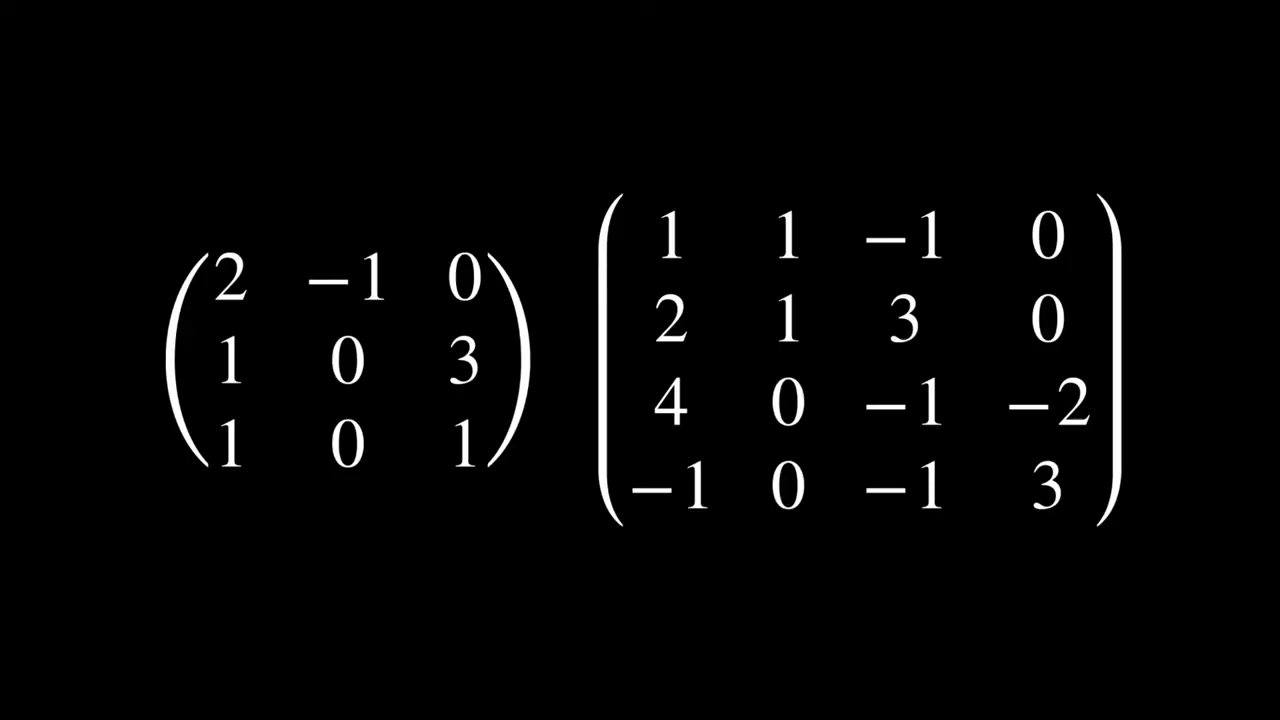 2 −1 0
1 0 3
1 0 1
1 1 −1 0
2 1 3 0
4 0 −1 −2
−1 0 −1 3